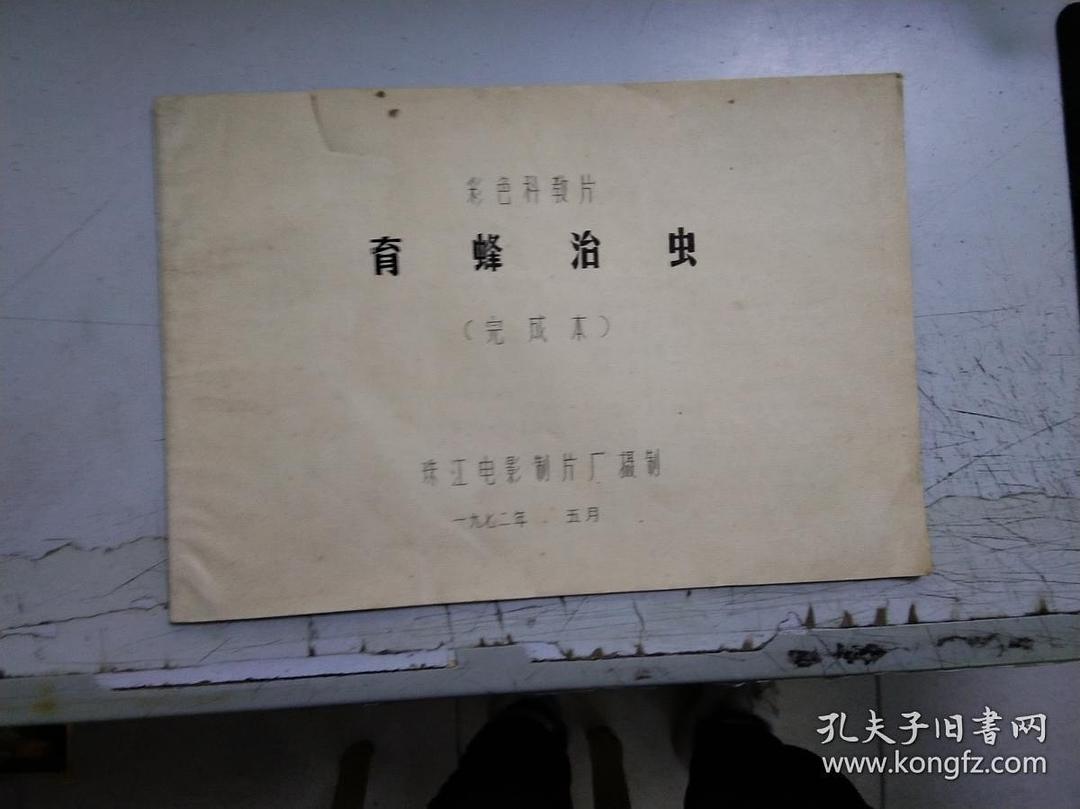 彩色科教片
育蜂治虫
（完成本）
珠江电影制片厂摄制
一九七二年 五月
孔夫子旧书网
www.kongfz.com